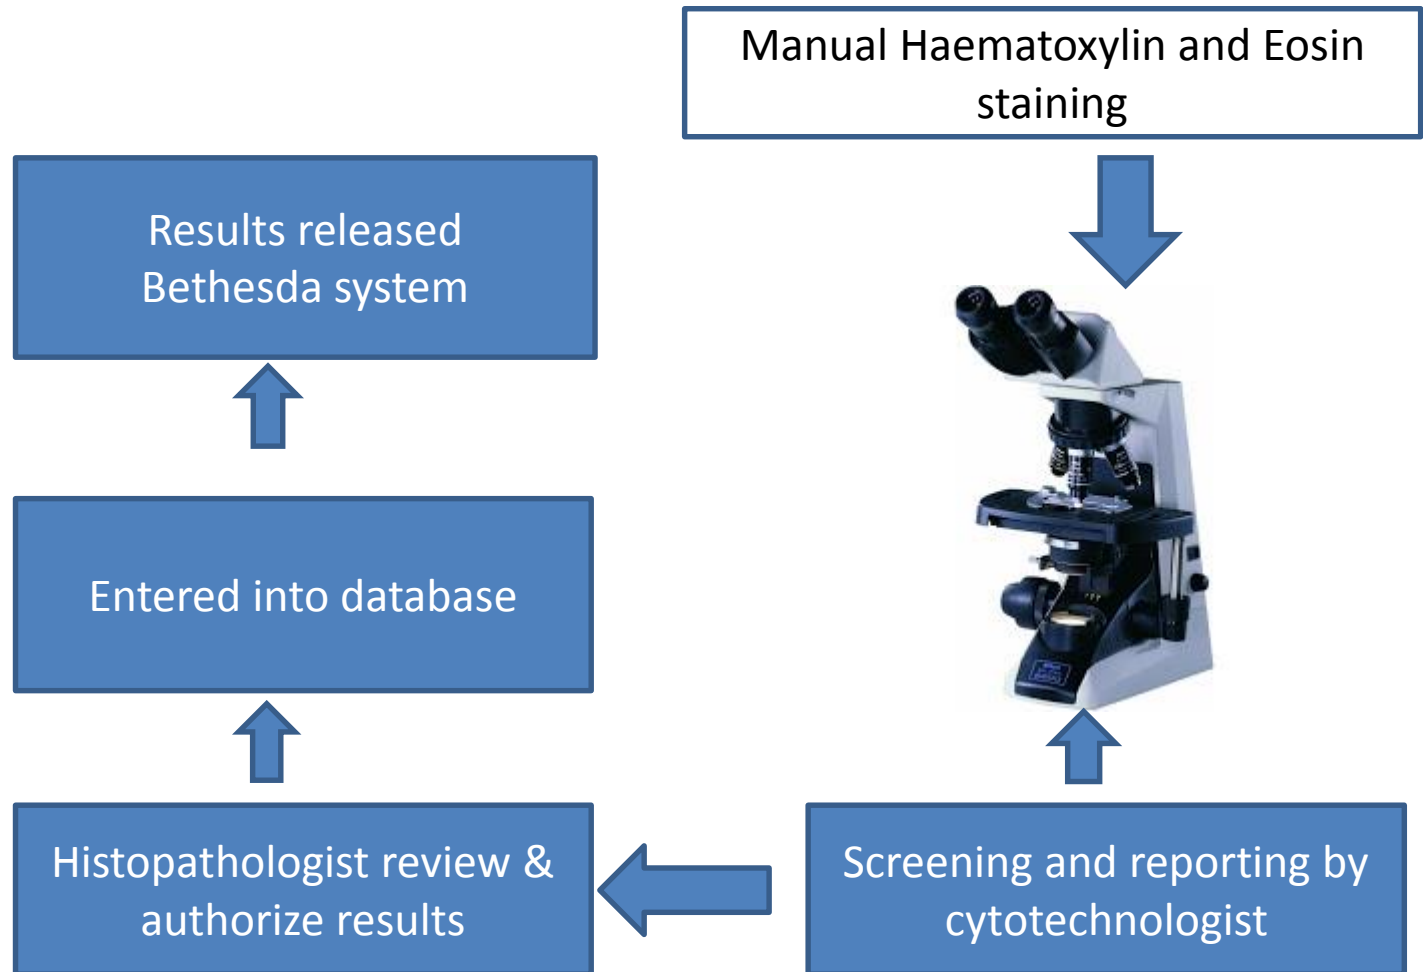 Manual Haematoxylin and Eosin
staining
Results released
Bethesda system
Entered into database
Histopathologist review &
authorize results
Screening and reporting by
cytotechnologist